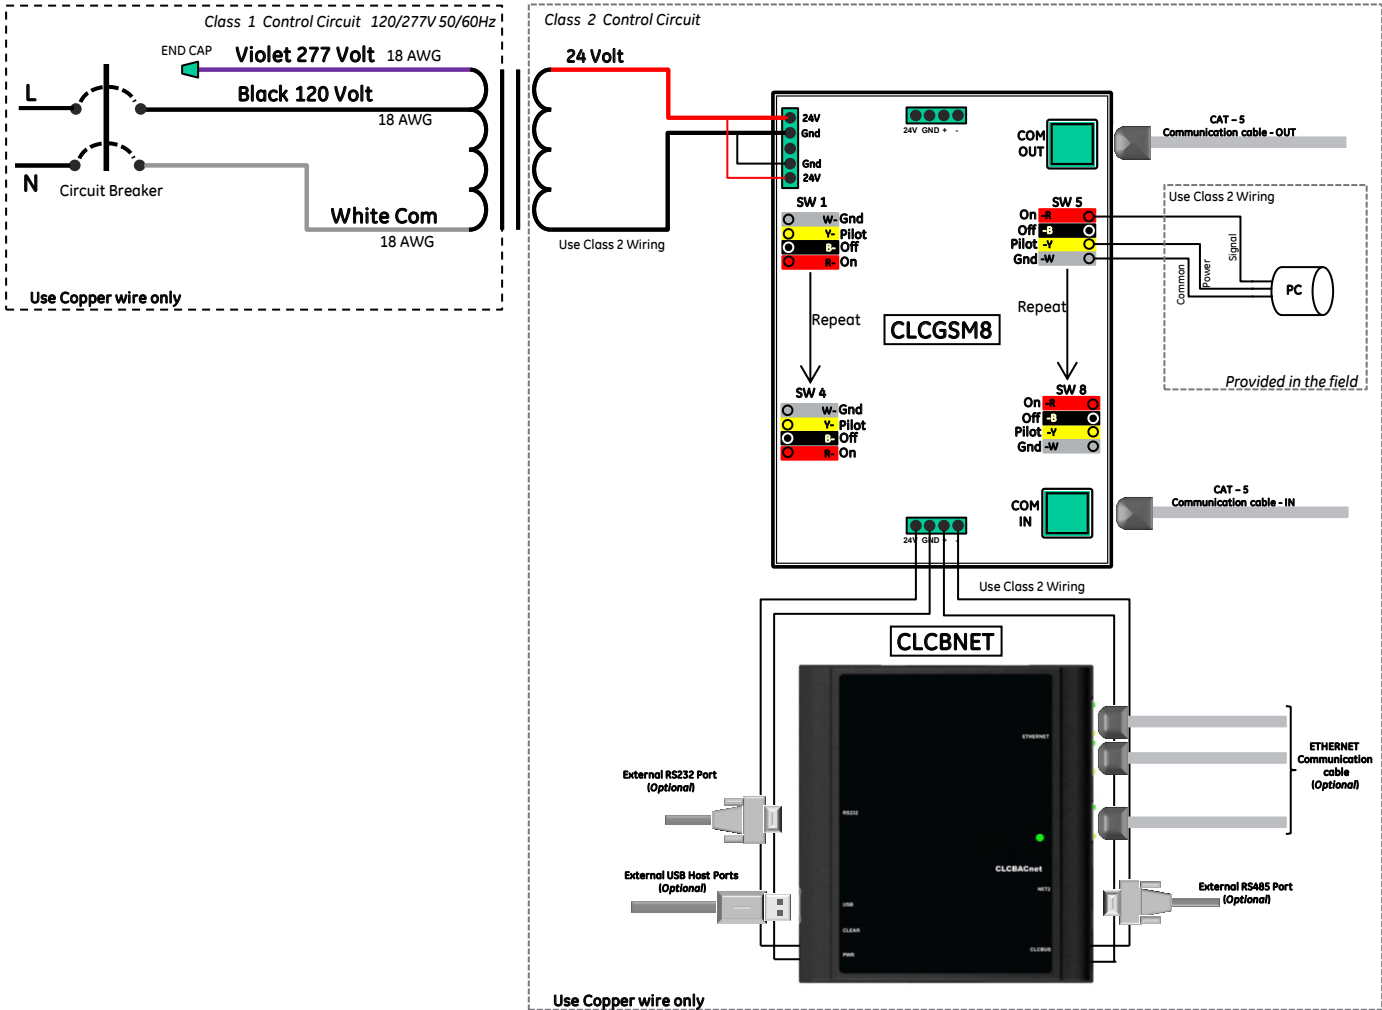 Class 1 Control Circuit 120/277V 50/60Hz
END CAP
Violet 277 Volt 18 AWG
L
Black 120 Volt
18 AWG
N
Circuit Breaker
White Com
18 AWG
Use Copper wire only
Class 2 Control Circuit
24 Volt
Use Class 2 Wiring
24V
Gnd
Gnd
24V
24V GND + -
COM
OUT
CAT – 5
Communication cable - OUT
SW 1
W- Gnd
Y- Pilot
B- Off
R- On
Repeat
SW 4
W- Gnd
Y- Pilot
B- Off
R- On
CLCGSM8
SW 5
On -R
Off -B
Pilot -Y
Gnd -W
Repeat
SW 8
On -R
Off -B
Pilot -Y
Gnd -W
Use Class 2 Wiring
Signal
Power
Common
PC
Provided in the field
COM
IN
CAT – 5
Communication cable - IN
24V GND + -
Use Class 2 Wiring
CLCBNET
ETHERNET
RS232
CLCBACnet
NET2
USB
CLEAR
CLCBUS
PWR
External RS232 Port
(Optional)
External USB Host Ports
(Optional)
ETHERNET
Communication
cable
(Optional)
External RS485 Port
(Optional)
Use Copper wire only